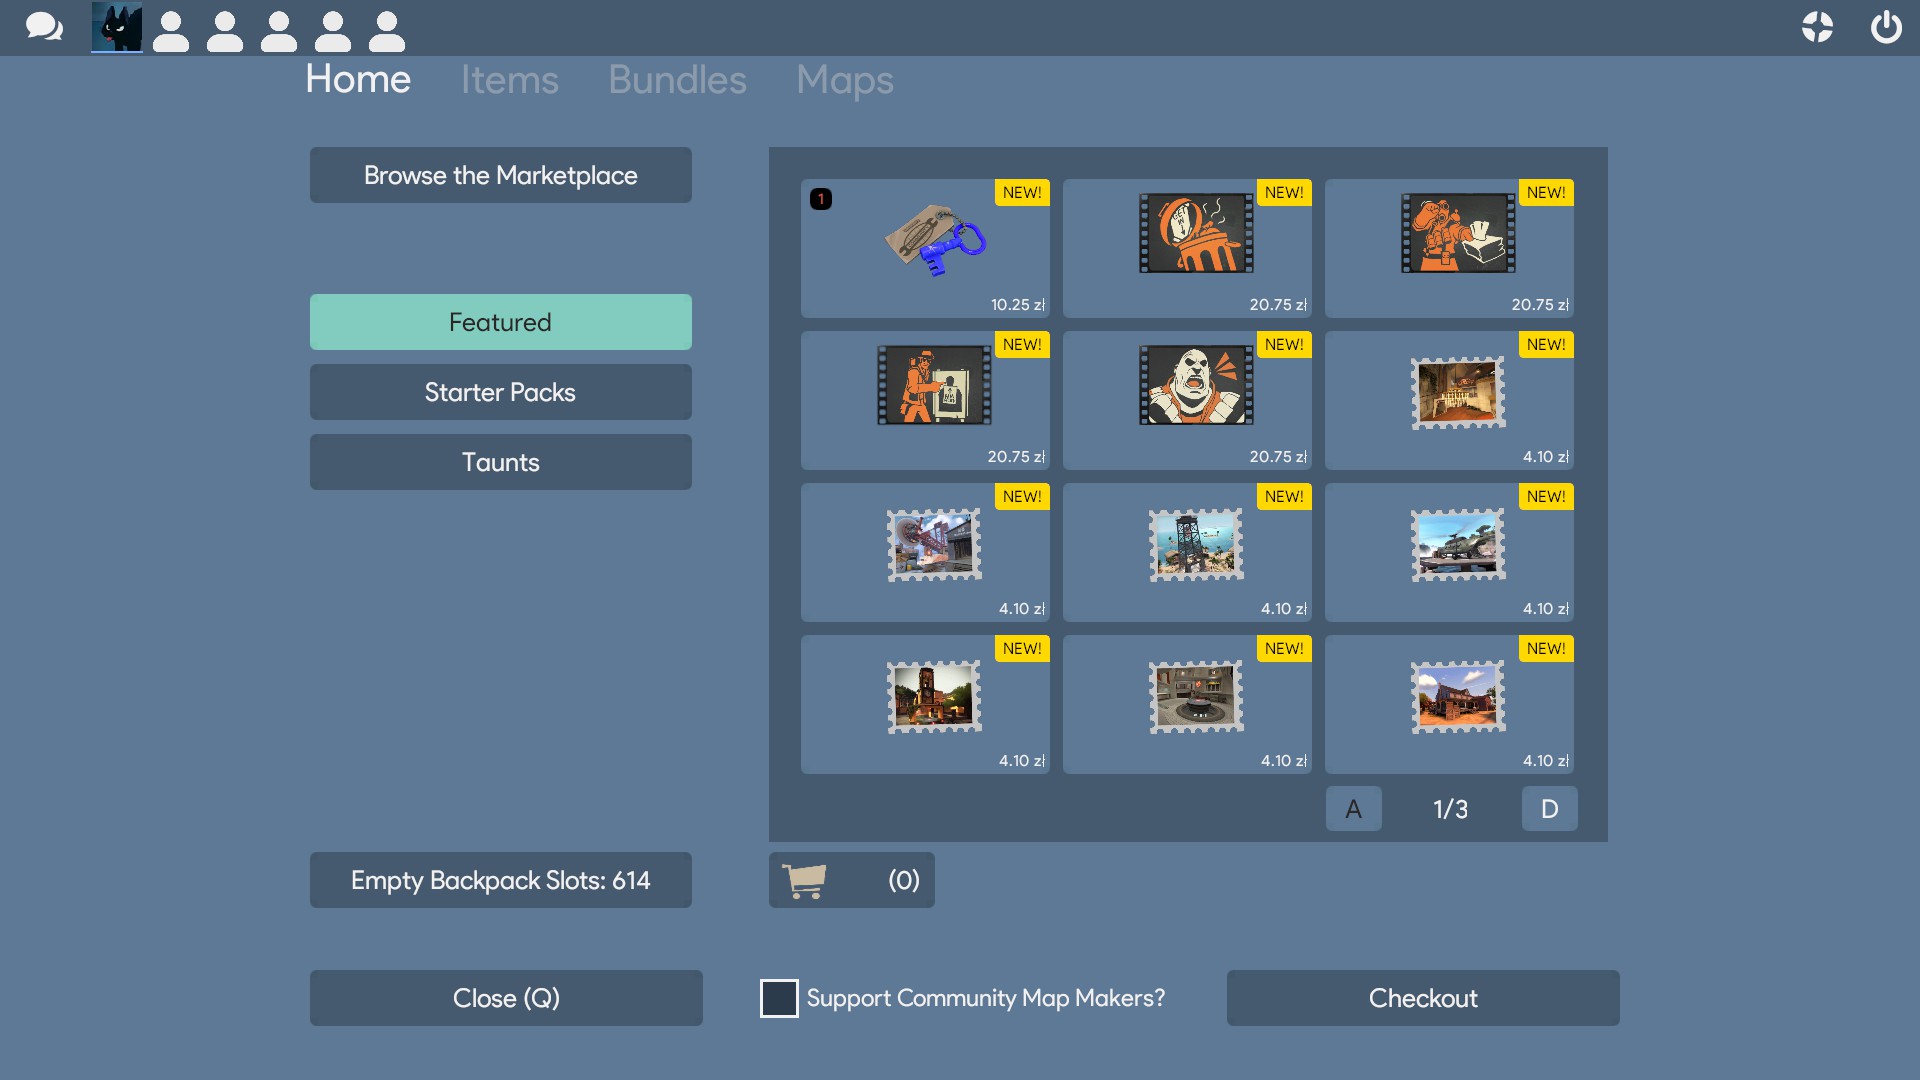 Home Items Bundles Maps
Browse the Marketplace
Featured
Starter Packs
Taunts
1
NEW!
10.25 zł
NEW!
20.75 zł
NEW!
20.75 zł
NEW!
20.75 zł
NEW!
20.75 zł
NEW!
4.10 zł
NEW!
4.10 zł
NEW!
4.10 zł
NEW!
4.10 zł
NEW!
4.10 zł
NEW!
4.10 zł
NEW!
4.10 zł
A 1/3 D
Empty Backpack Slots: 614
(0)
Close (Q)
Support Community Map Makers?
Checkout